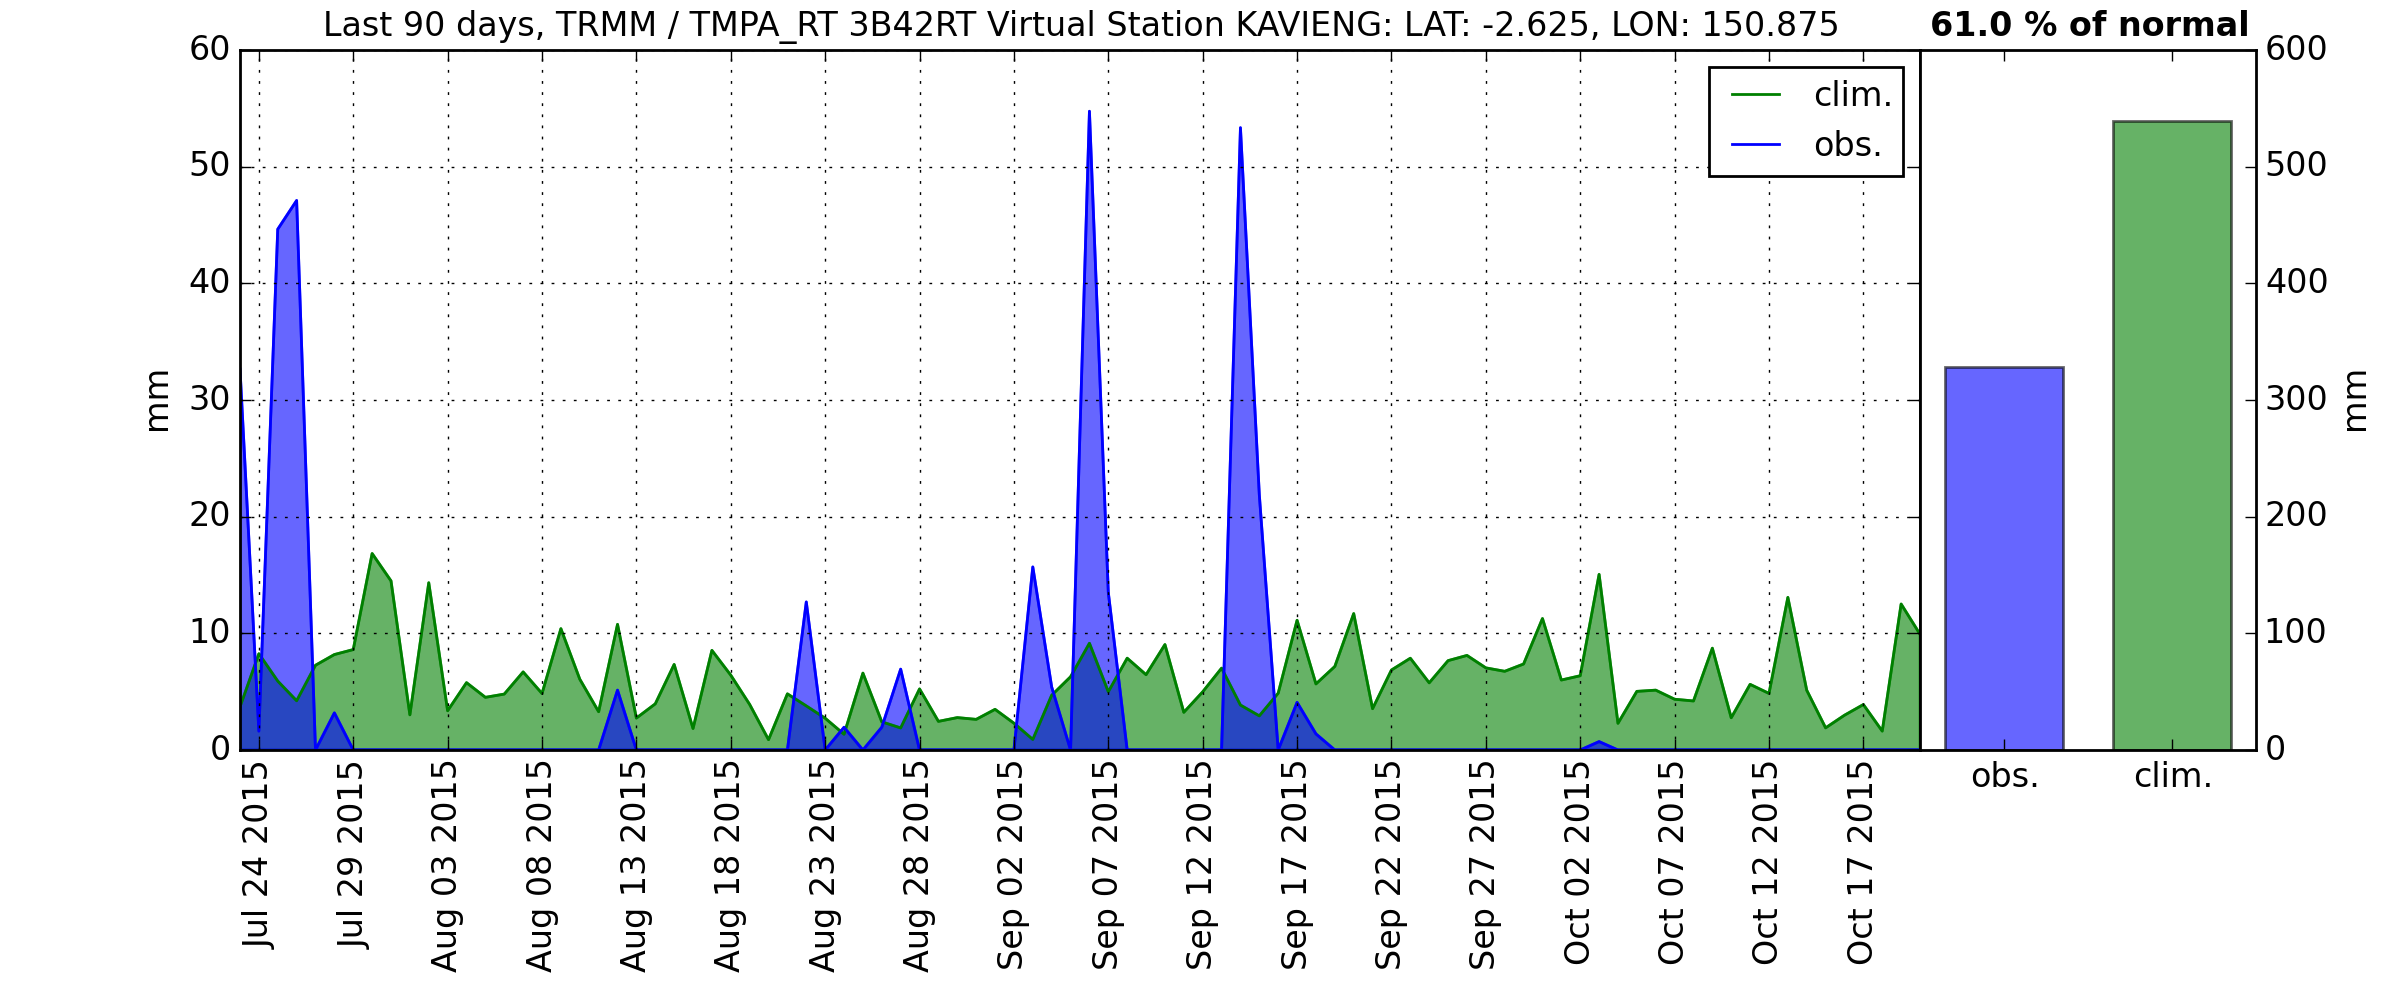 Last 90 days, TRMM / TMPA_RT 3B42RT Virtual Station KAVIENG: LAT: -2.625, LON: 150.875
61.0 % of normal
60
50
40
30
20
10
0
mm
clim.
obs.
600
500
400
300
200
100
0
mm
Jul 24 2015
Jul 29 2015
Aug 03 2015
Aug 08 2015
Aug 13 2015
Aug 18 2015
Aug 23 2015
Aug 28 2015
Sep 02 2015
Sep 07 2015
Sep 12 2015
Sep 17 2015
Sep 22 2015
Sep 27 2015
Oct 02 2015
Oct 07 2015
Oct 12 2015
Oct 17 2015
obs.
clim.